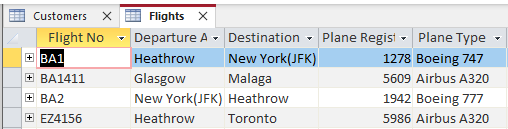 Customers Flights
Flight No Departure A Destination Plane Regist Plane Type
BA1 Heathrow New York(JFK) 1278 Boeing 747
BA1411 Glasgow Malaga 5609 Airbus A320
BA2 New York(JFK) Heathrow 1942 Boeing 777
EZ4156 Heathrow Toronto 5986 Airbus A320